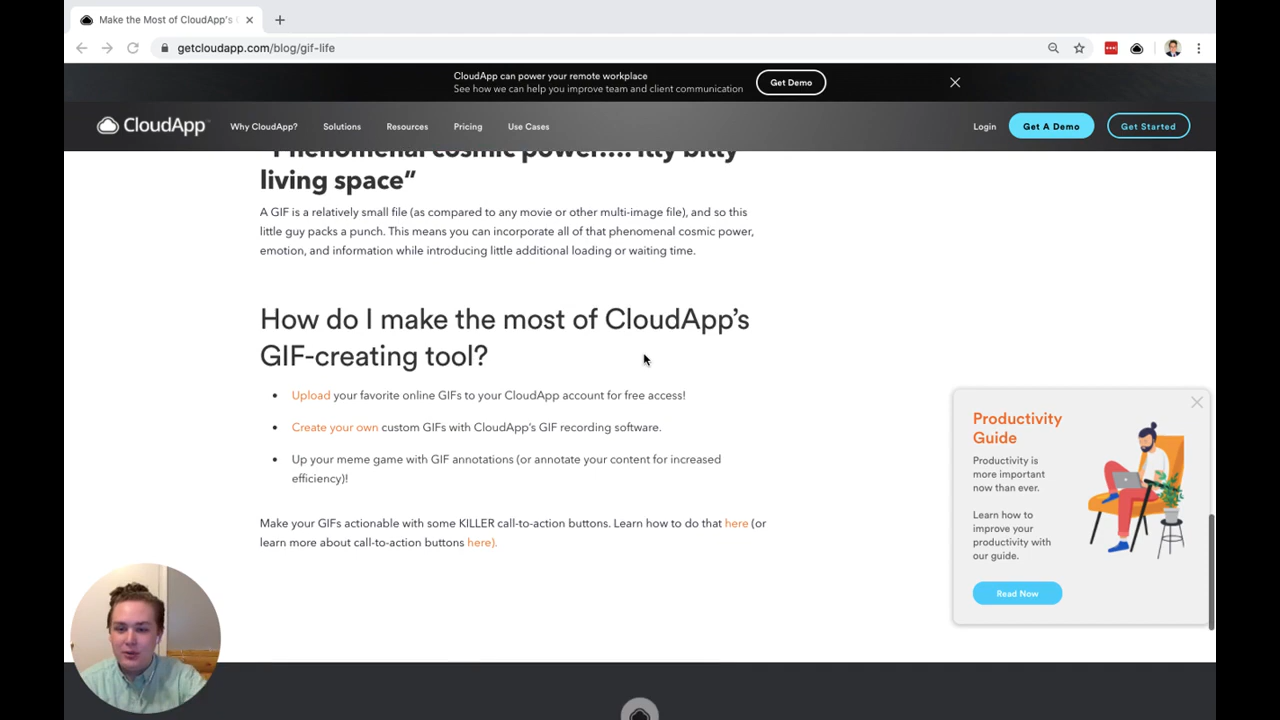 Make the Most of CloudApp's
getcloudapp.com/blog/gif-life
CloudApp can power your remote workplace
See how we can help you improve team and client communication
Get Demo
CloudApp
Why CloudApp?
Solutions
Resources
Pricing
Use Cases
Login
Get A Demo
Get Started
"Phenomenal cosmic power.... itty bitty
living space”
A GIF is a relatively small file (as compared to any movie or other multi-image file), and so this
little guy packs a punch. This means you can incorporate all of that phenomenal cosmic power,
emotion, and information while introducing little additional loading or waiting time.
How do I make the most of CloudApp’s
GIF-creating tool?
Upload your favorite online GIFs to your CloudApp account for free access!
Create your own custom GIFs with CloudApp’s GIF recording software.
Up your meme game with GIF annotations (or annotate your content for increased
efficiency)!
Make your GIFs actionable with some KILLER call-to-action buttons. Learn how to do that here (or
learn more about call-to-action buttons here).
Productivity
Guide
Productivity is
more important
now than ever.
Learn how to
improve your
productivity with
our guide.
Read Now